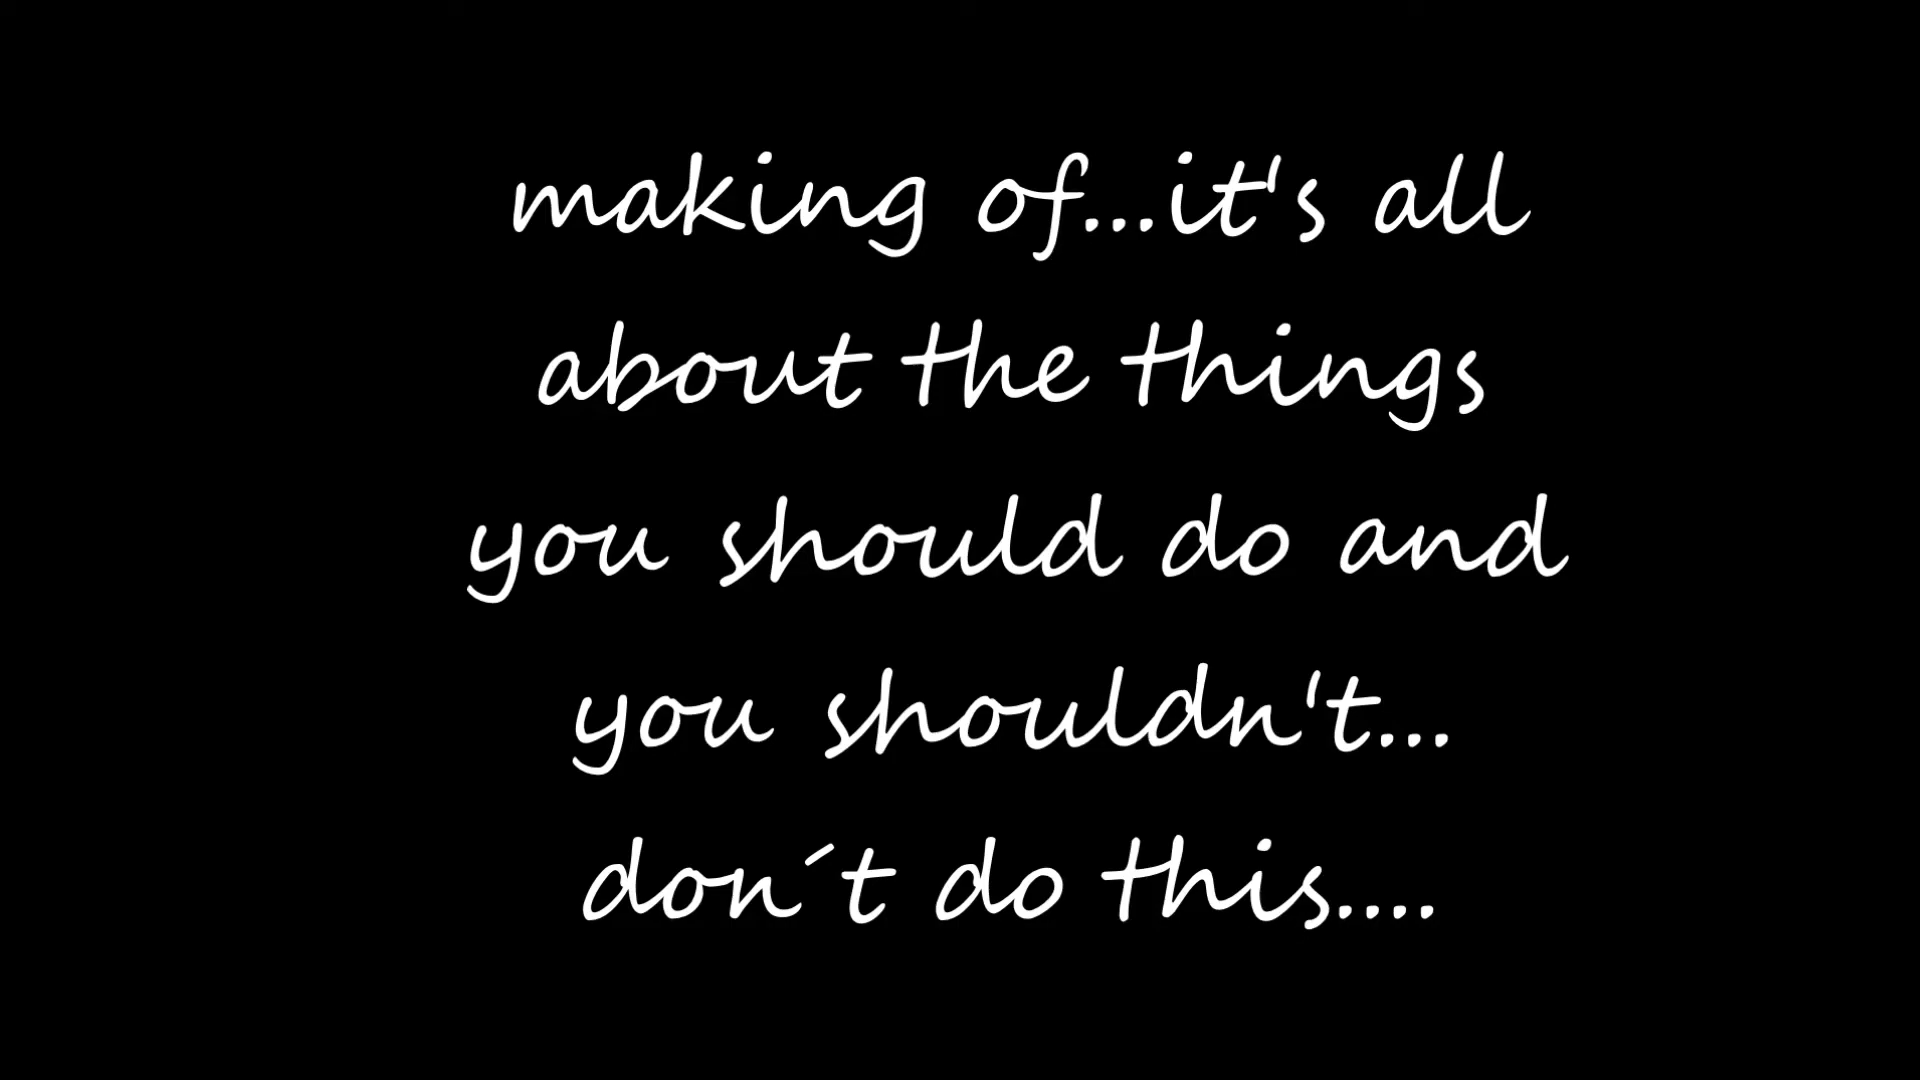 making of...it's all
about the things
you should do and
you shouldn't...
don´t do this....